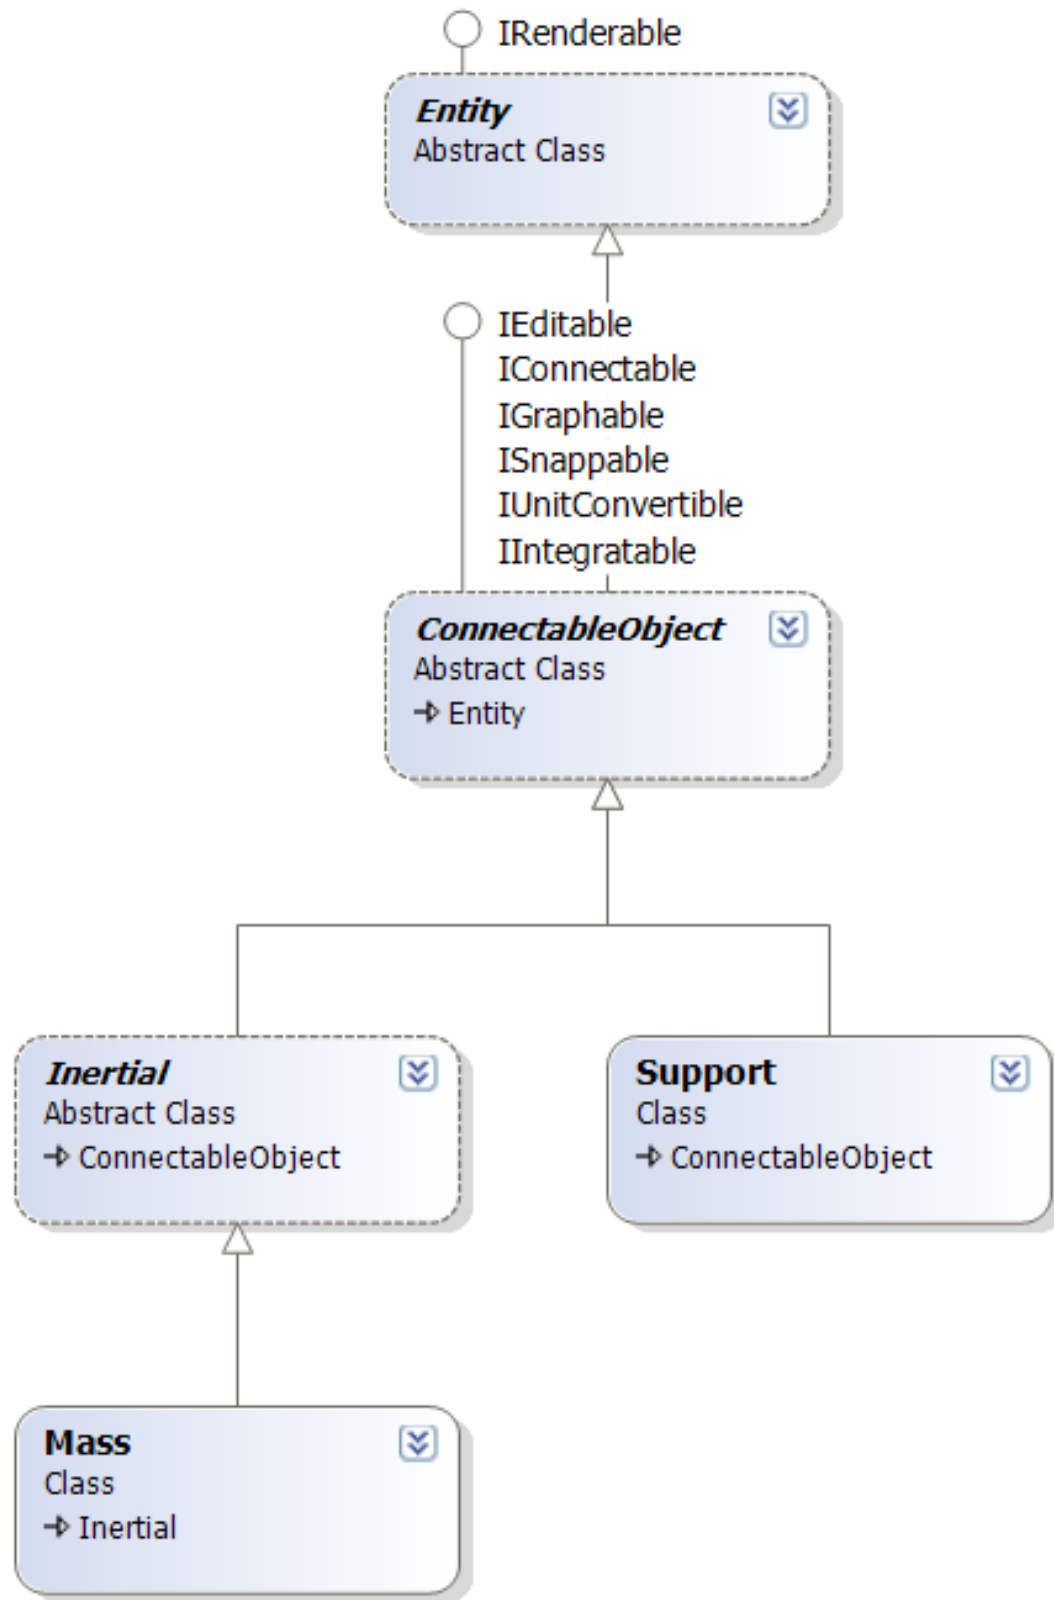 IRenderable
Entity
Abstract Class
IEditable
IConnectable
IGraphable
ISnappable
IUnitConvertible
IIntegratable
ConnectableObject
Abstract Class
Entity
Inertial
Abstract Class
ConnectableObject
Support
Class
ConnectableObject
Mass
Class
Inertial